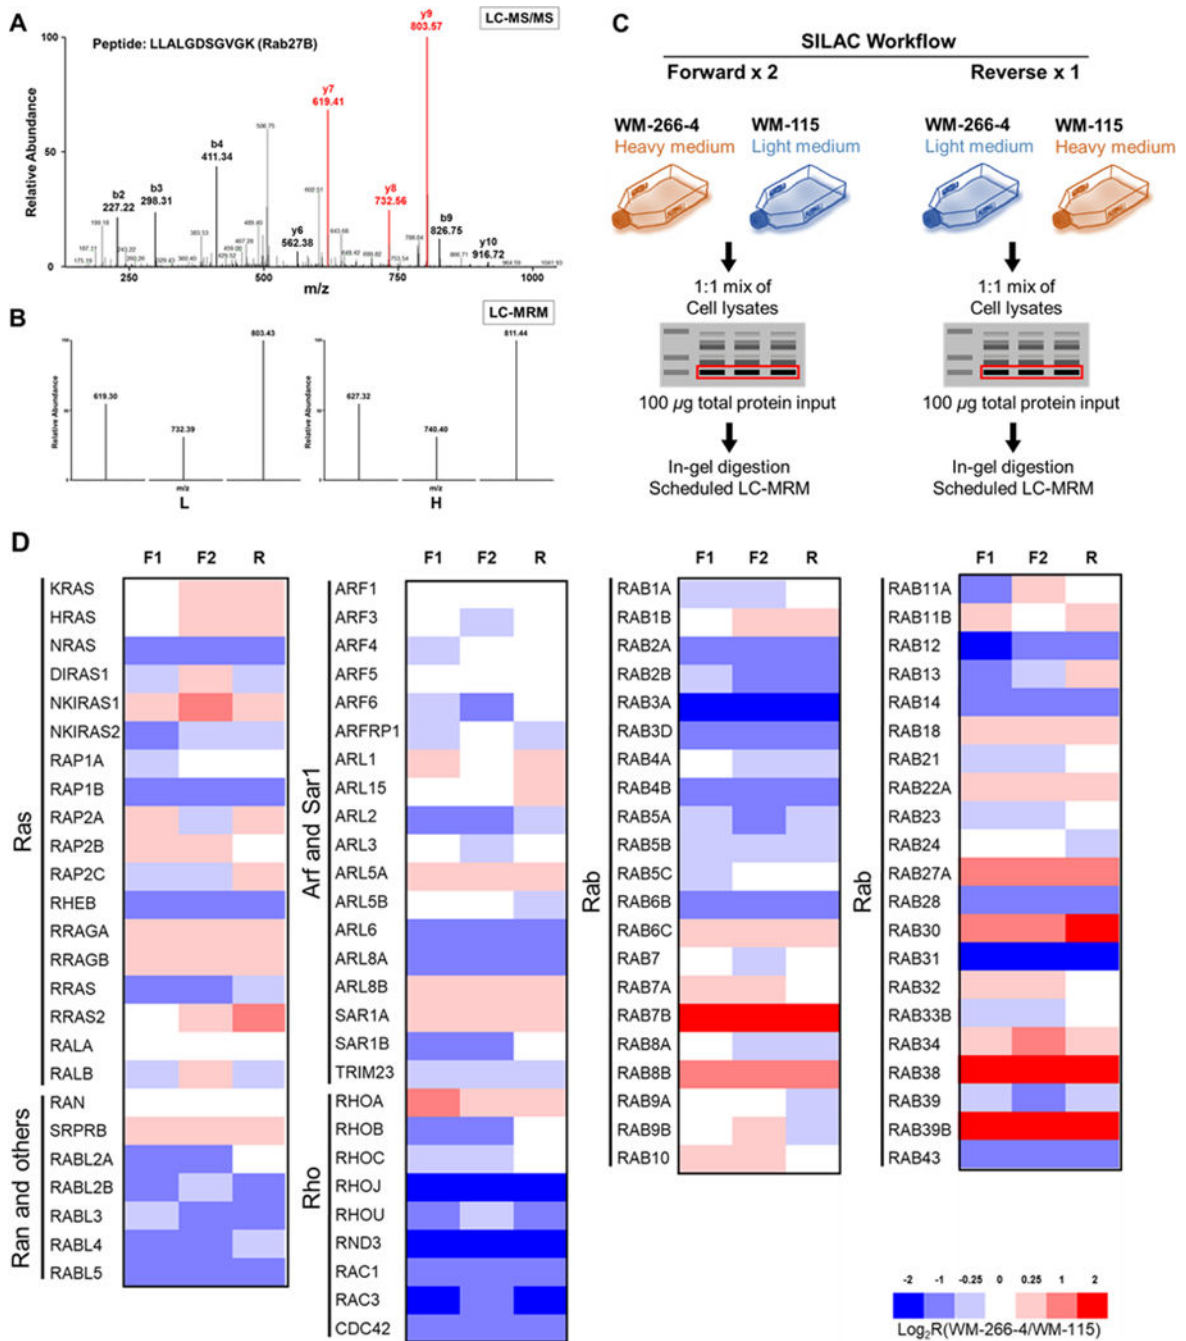 A
LC-MS/MS
Peptide: LLALGDSGVGK (Rab27B)
y9
803.57
y7
619.41
b4
411.34
506.75
b2
227.22
b3
298.31
y8
732.56
y6
562.38
b9
826.75
y10
916.72
Relative Abundance
100
50
0
250
500
750
1000
m/z
B
LC-MRM
803.43
619.30
732.39
Relative Abundance
m/z
L
811.44
627.32
740.40
Relative Abundance
m/z
H
C
SILAC Workflow
Forward x 2
Reverse x 1
WM-266-4
Heavy medium
WM-115
Light medium
WM-266-4
Light medium
WM-115
Heavy medium
1:1 mix of
Cell lysates
100 µg total protein input
In-gel digestion
Scheduled LC-MRM
1:1 mix of
Cell lysates
100 µg total protein input
In-gel digestion
Scheduled LC-MRM
D
F1 F2 R
Ras
KRAS
HRAS
NRAS
DIRAS1
NKIRAS1
NKIRAS2
RAP1A
RAP1B
RAP2A
RAP2B
RAP2C
RHEB
RRAGA
RRAGB
RRAS
RRAS2
RALA
RALB
Ran and others
RAN
SRPRB
RABL2A
RABL2B
RABL3
RABL4
RABL5
F1 F2 R
Arf and Sar1
ARF1
ARF3
ARF4
ARF5
ARF6
ARFRP1
ARL1
ARL15
ARL2
ARL3
ARL5A
ARL5B
ARL6
ARL8A
ARL8B
SAR1A
SAR1B
TRIM23
Rho
RHOA
RHOB
RHOC
RHOJ
RHOU
RND3
RAC1
RAC3
CDC42
F1 F2 R
Rab
RAB1A
RAB1B
RAB2A
RAB2B
RAB3A
RAB3D
RAB4A
RAB4B
RAB5A
RAB5B
RAB5C
RAB6B
RAB6C
RAB7
RAB7A
RAB7B
RAB8A
RAB8B
RAB9A
RAB9B
RAB10
F1 F2 R
Rab
RAB11A
RAB11B
RAB12
RAB13
RAB14
RAB18
RAB21
RAB22A
RAB23
RAB24
RAB27A
RAB28
RAB30
RAB31
RAB32
RAB33B
RAB34
RAB38
RAB39
RAB39B
RAB43
-2 -1 -0.25 0 0.25 1 2
Log₂R(WM-266-4/WM-115)